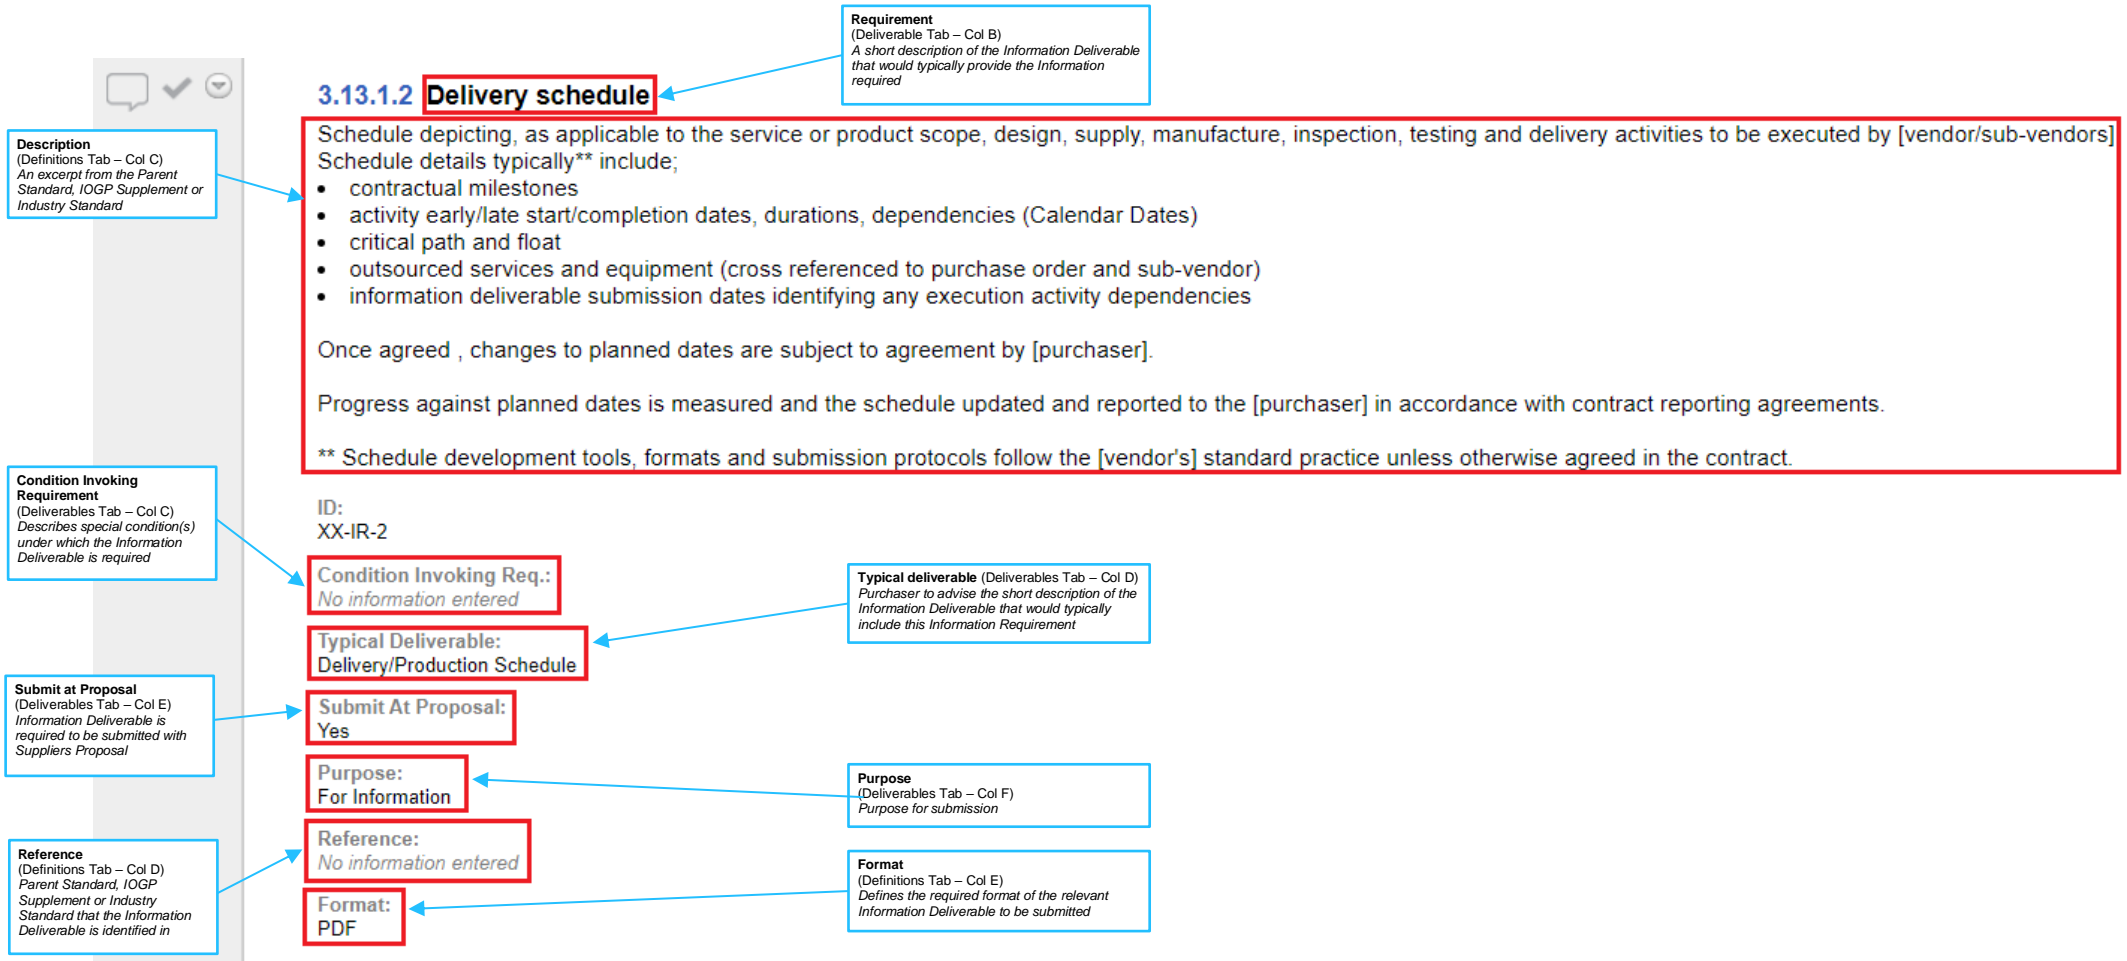 Requirement
(Deliverable Tab – Col B)
A short description of the Information Deliverable
that would typically provide the Information
required
3.13.1.2 Delivery schedule
Schedule depicting, as applicable to the service or product scope, design, supply, manufacture, inspection, testing and delivery activities to be executed by [vendor/sub-vendors]
Schedule details typically** include;
• contractual milestones
• activity early/late start/completion dates, durations, dependencies (Calendar Dates)
• critical path and float
• outsourced services and equipment (cross referenced to purchase order and sub-vendor)
• information deliverable submission dates identifying any execution activity dependencies
Once agreed , changes to planned dates are subject to agreement by [purchaser].
Progress against planned dates is measured and the schedule updated and reported to the [purchaser] in accordance with contract reporting agreements.
** Schedule development tools, formats and submission protocols follow the [vendor's] standard practice unless otherwise agreed in the contract.
Description
(Definitions Tab – Col C)
An excerpt from the Parent
Standard, IOGP Supplement or
Industry Standard
ID:
XX-IR-2
Condition Invoking
Requirement
(Deliverables Tab – Col C)
Describes special condition(s)
under which the Information
Deliverable is required
Condition Invoking Req.:
No information entered
Typical deliverable (Deliverables Tab – Col D)
Purchaser to advise the short description of the
Information Deliverable that would typically
include this Information Requirement
Typical Deliverable:
Delivery/Production Schedule
Submit at Proposal
(Deliverables Tab – Col E)
Information Deliverable is
required to be submitted with
Suppliers Proposal
Submit At Proposal:
Yes
Purpose:
For Information
Purpose
(Deliverables Tab – Col F)
Purpose for submission
Reference
(Definitions Tab – Col D)
Parent Standard, IOGP
Supplement or Industry
Standard that the Information
Deliverable is identified in
Reference:
No information entered
Format
(Definitions Tab – Col E)
Defines the required format of the relevant
Information Deliverable to be submitted
Format:
PDF